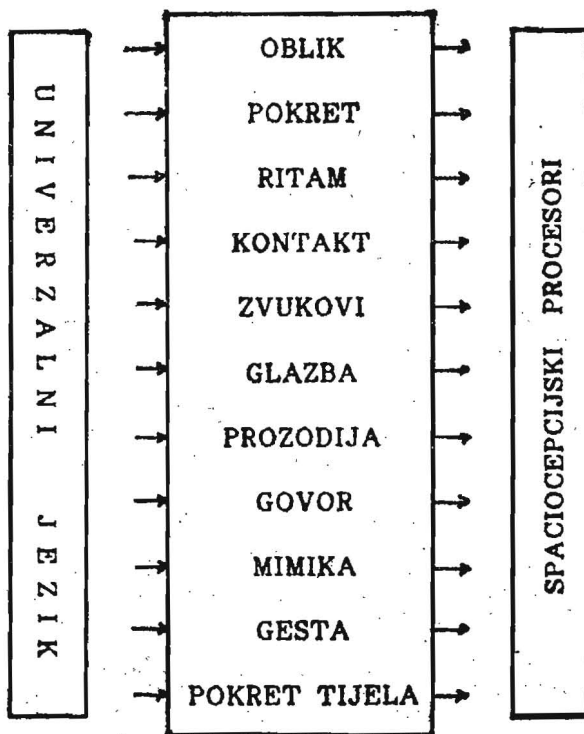 UNIVERZALNI JEZIK
OBLIK
POKRET
RITAM
KONTAKT
ZVUKOVI
GLAZBA
PROZODIJA
GOVOR
MIMIKA
GESTA
POKRET TIJELA
SPACIOCEPCIJSKI PROCESORI